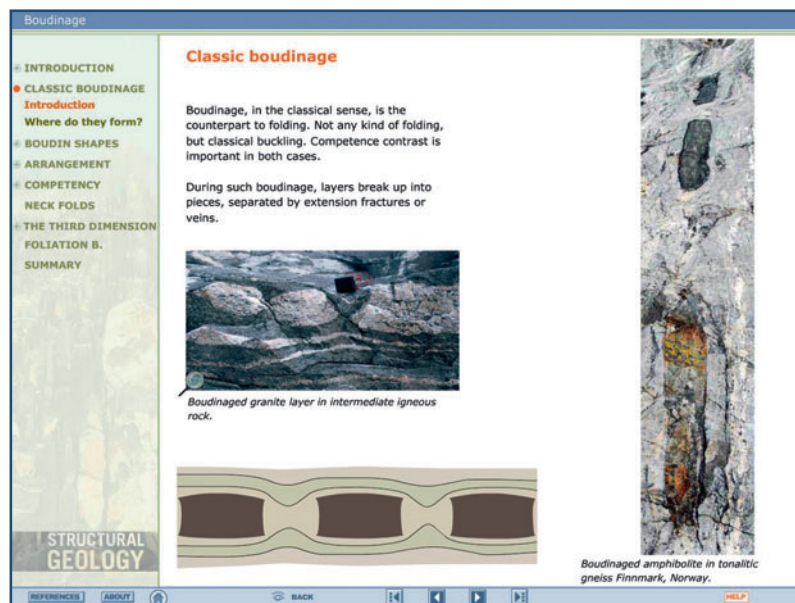 Boudinage
INTRODUCTION
CLASSIC BOUDINAGE
Introduction
Where do they form?
BOUDIN SHAPES
ARRANGEMENT
COMPETENCY
NECK FOLDS
THE THIRD DIMENSION
FOLIATION B.
SUMMARY
STRUCTURAL
GEOLOGY
Classic boudinage
Boudinage, in the classical sense, is the
counterpart to folding. Not any kind of folding,
but classical buckling. Competence contrast is
important in both cases.
During such boudinage, layers break up into
pieces, separated by extension fractures or
veins.
Boudinaged granite layer in intermediate igneous
rock.
Boudinaged amphibolite in tonalitic
gneiss Finnmark, Norway.
REFERENCES ABOUT BACK HELP